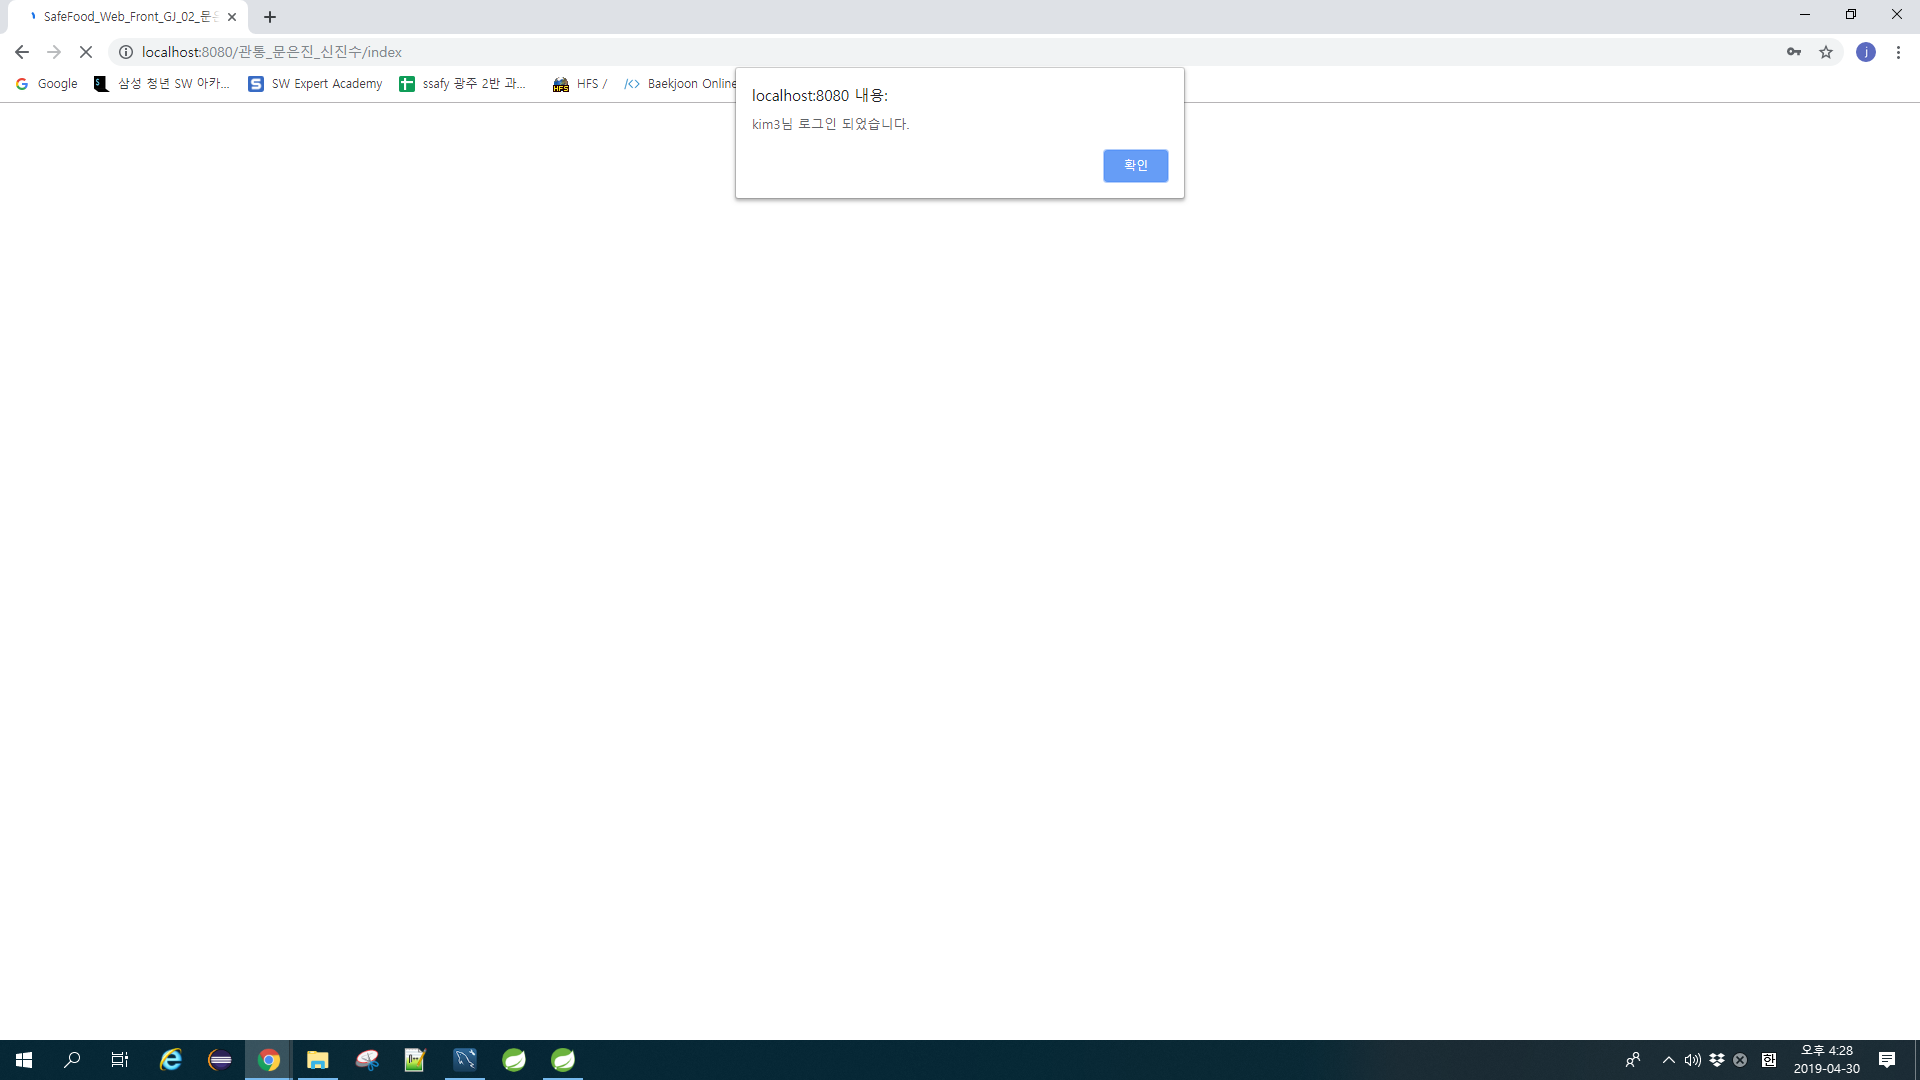 SafeFood_Web_Front_GJ_02_문은
localhost:8080/관통_문은진_신진수/index
j
Google
삼성 청년 SW 아카...
SW Expert Academy
ssafy 광주 2반 과...
HFS /
Baekjoon Online
localhost:8080 내용:
kim3님 로그인 되었습니다.
확인
한
오후 4:28
2019-04-30